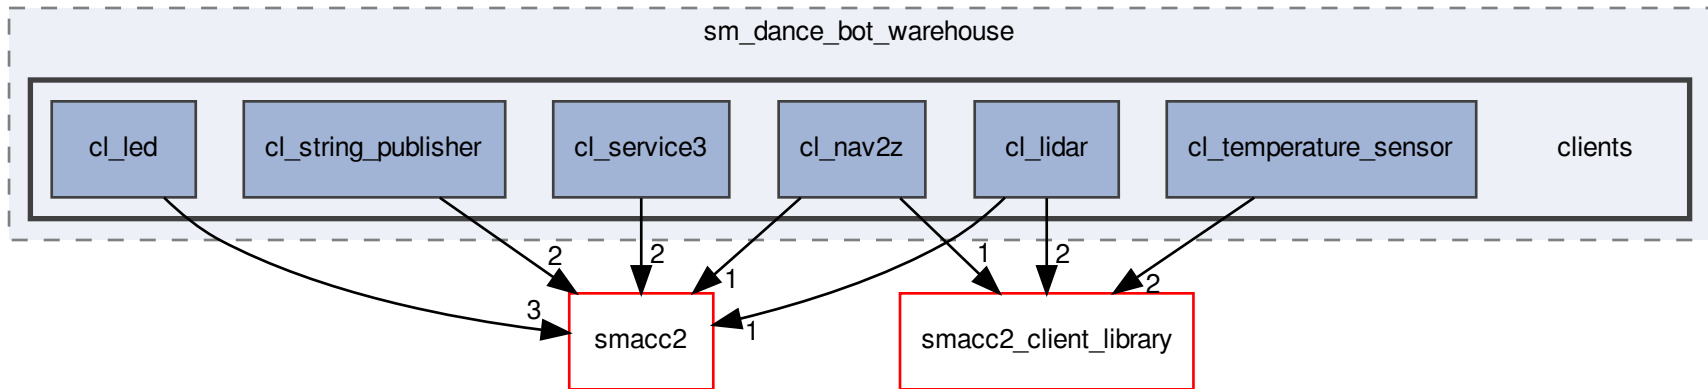 sm_dance_bot_warehouse
cl_led
cl_string_publisher
cl_service3
cl_nav2z
cl_lidar
cl_temperature_sensor
clients
2
2
1
1
2
2
3
1
smacc2
smacc2_client_library